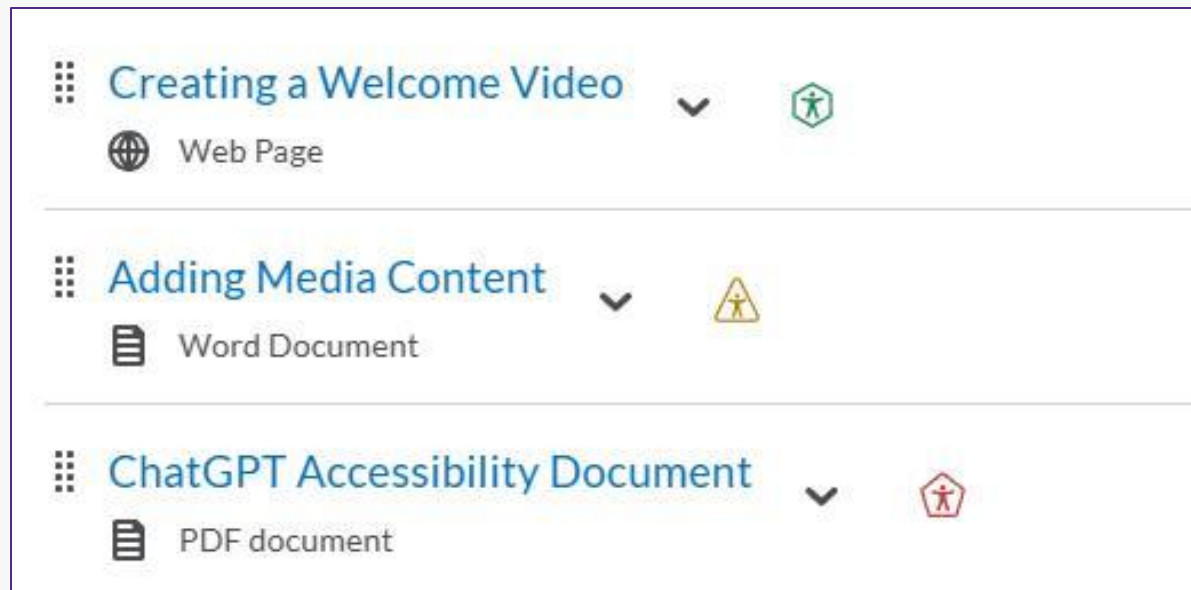 Creating a Welcome Video
Web Page
Adding Media Content
Word Document
ChatGPT Accessibility Document
PDF document